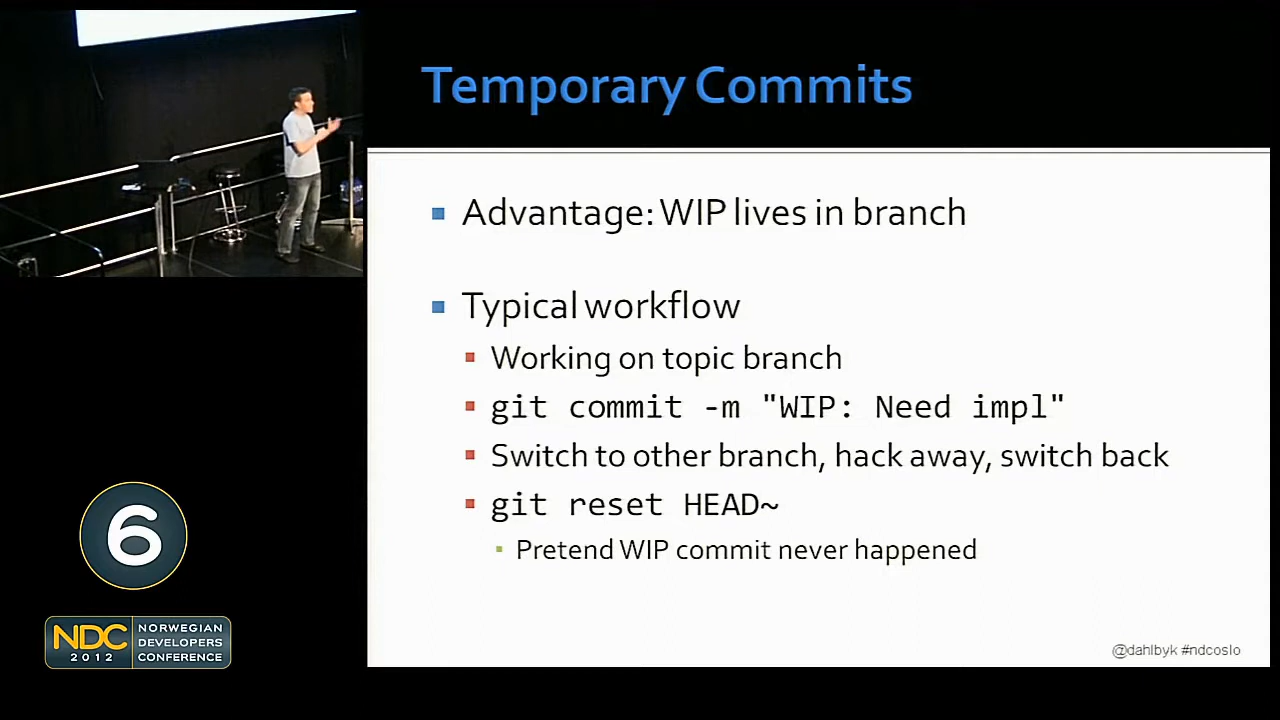 Temporary Commits
Advantage: WIP lives in branch
Typical workflow
Working on topic branch
git commit -m "WIP: Need impl"
Switch to other branch, hack away, switch back
git reset HEAD~
Pretend WIP commit never happened
@dahlbyk #ndcoslo
6
NDC
2012
NORWEGIAN
DEVELOPERS
CONFERENCE